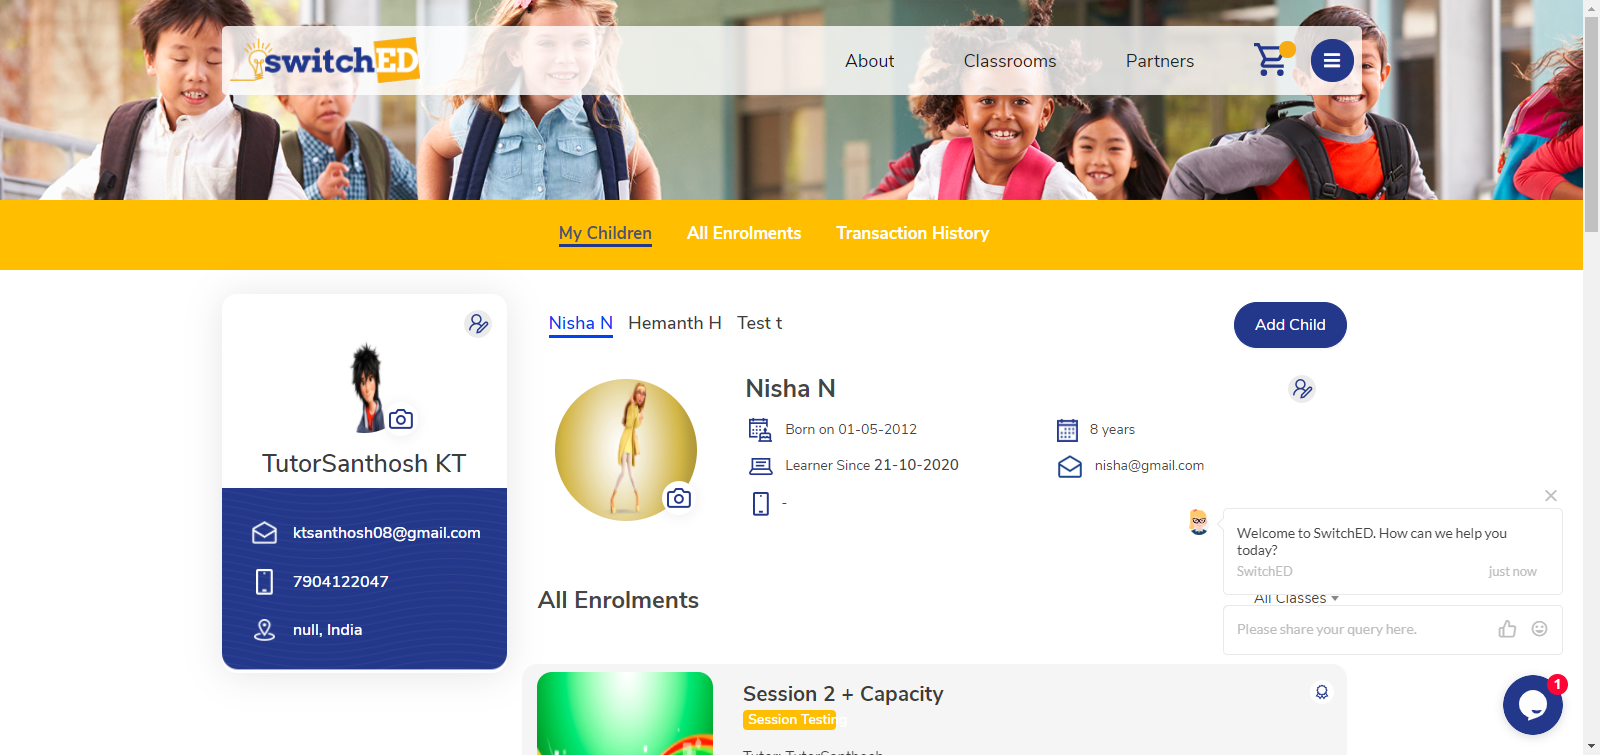 switchED
About
Classrooms
Partners
My Children
All Enrolments
Transaction History
Nisha N
Hemanth H
Test t
Add Child
TutorSanthosh KT
ktsanthosh08@gmail.com
7904122047
null, India
Nisha N
Born on 01-05-2012
8 years
Learner Since 21-10-2020
nisha@gmail.com
-
Welcome to SwitchED. How can we help you
today?
SwitchED
just now
All Classes
Please share your query here.
1
All Enrolments
Session 2 + Capacity
Session Testing
Tutor: TutorSanthosh